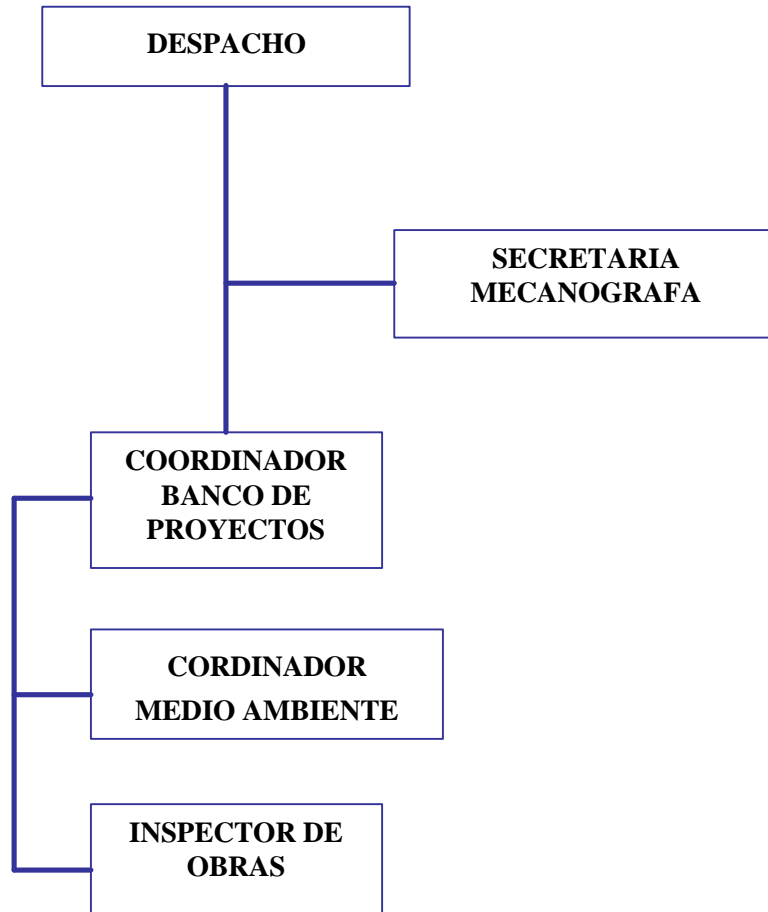 DESPACHO
SECRETARIA
MECANOGRAFA
COORDINADOR
BANCO DE
PROYECTOS
CORDINADOR
MEDIO AMBIENTE
INSPECTOR DE
OBRAS